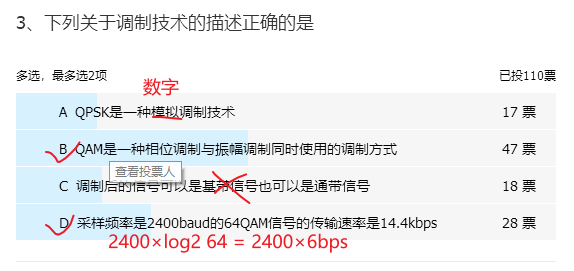 3、下列关于调制技术的描述正确的是
多选，最多选2项 已投110票
数字
A QPSK是一种模拟调制技术 17 票
B QAM是一种相位调制与振幅调制同时使用的调制方式 47 票
查看投票人
C 调制后的信号可以是基带信号也可以是通带信号 18 票
D 采样频率是2400baud的64QAM信号的传输速率是14.4kbps 28 票
2400×log2 64 = 2400×6bps